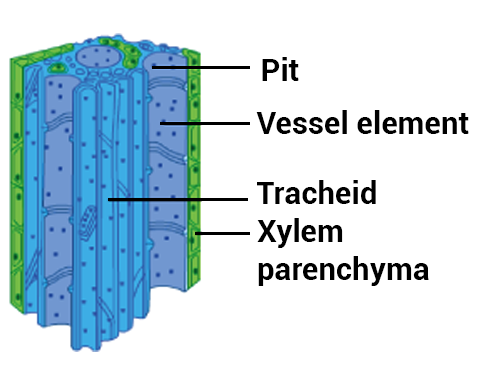 Pit
Vessel element
Tracheid
Xylem
parenchyma